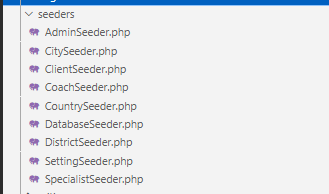 seeders
AdminSeeder.php
CitySeeder.php
ClientSeeder.php
CoachSeeder.php
CountrySeeder.php
DatabaseSeeder.php
DistrictSeeder.php
SettingSeeder.php
SpecialistSeeder.php